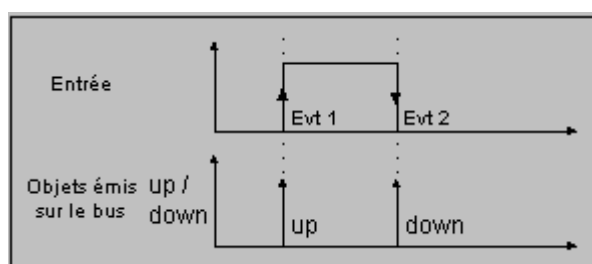 Entrée
Evt 1
Evt 2
Objets émis
sur le bus
up /
down
up
down